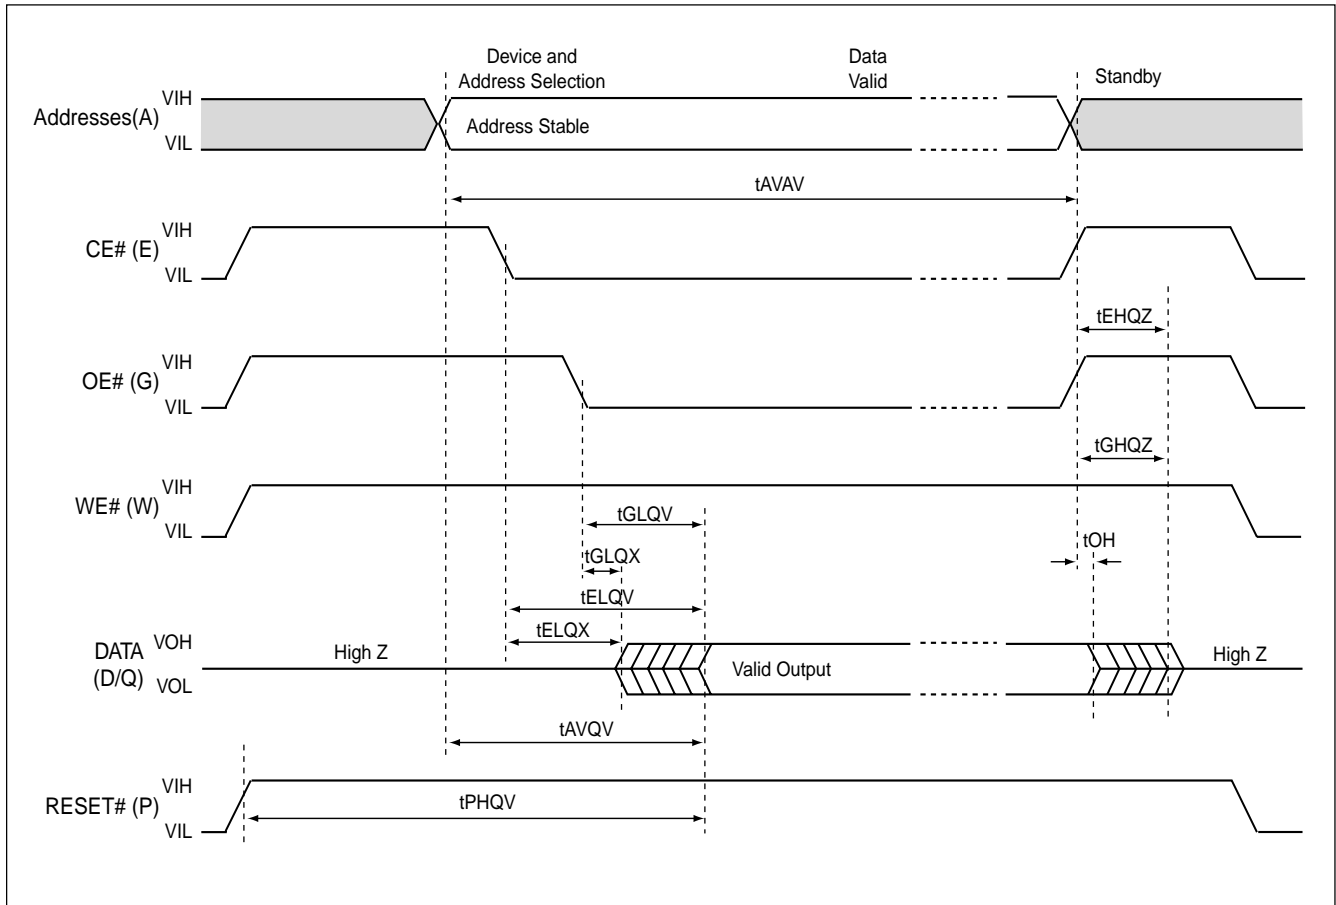 Device and
Address Selection
Data
Valid
Standby
Addresses(A)
VIH
VIL
Address Stable
tAVAV
CE# (E)
VIH
VIL
tEHQZ
OE# (G)
VIH
VIL
tGHQZ
WE# (W)
VIH
VIL
tGLQV
tGLQX
tOH
tELQV
tELQX
DATA
(D/Q)
VOH
VOL
High Z
Valid Output
High Z
tAVQV
RESET# (P)
VIH
VIL
tPHQV